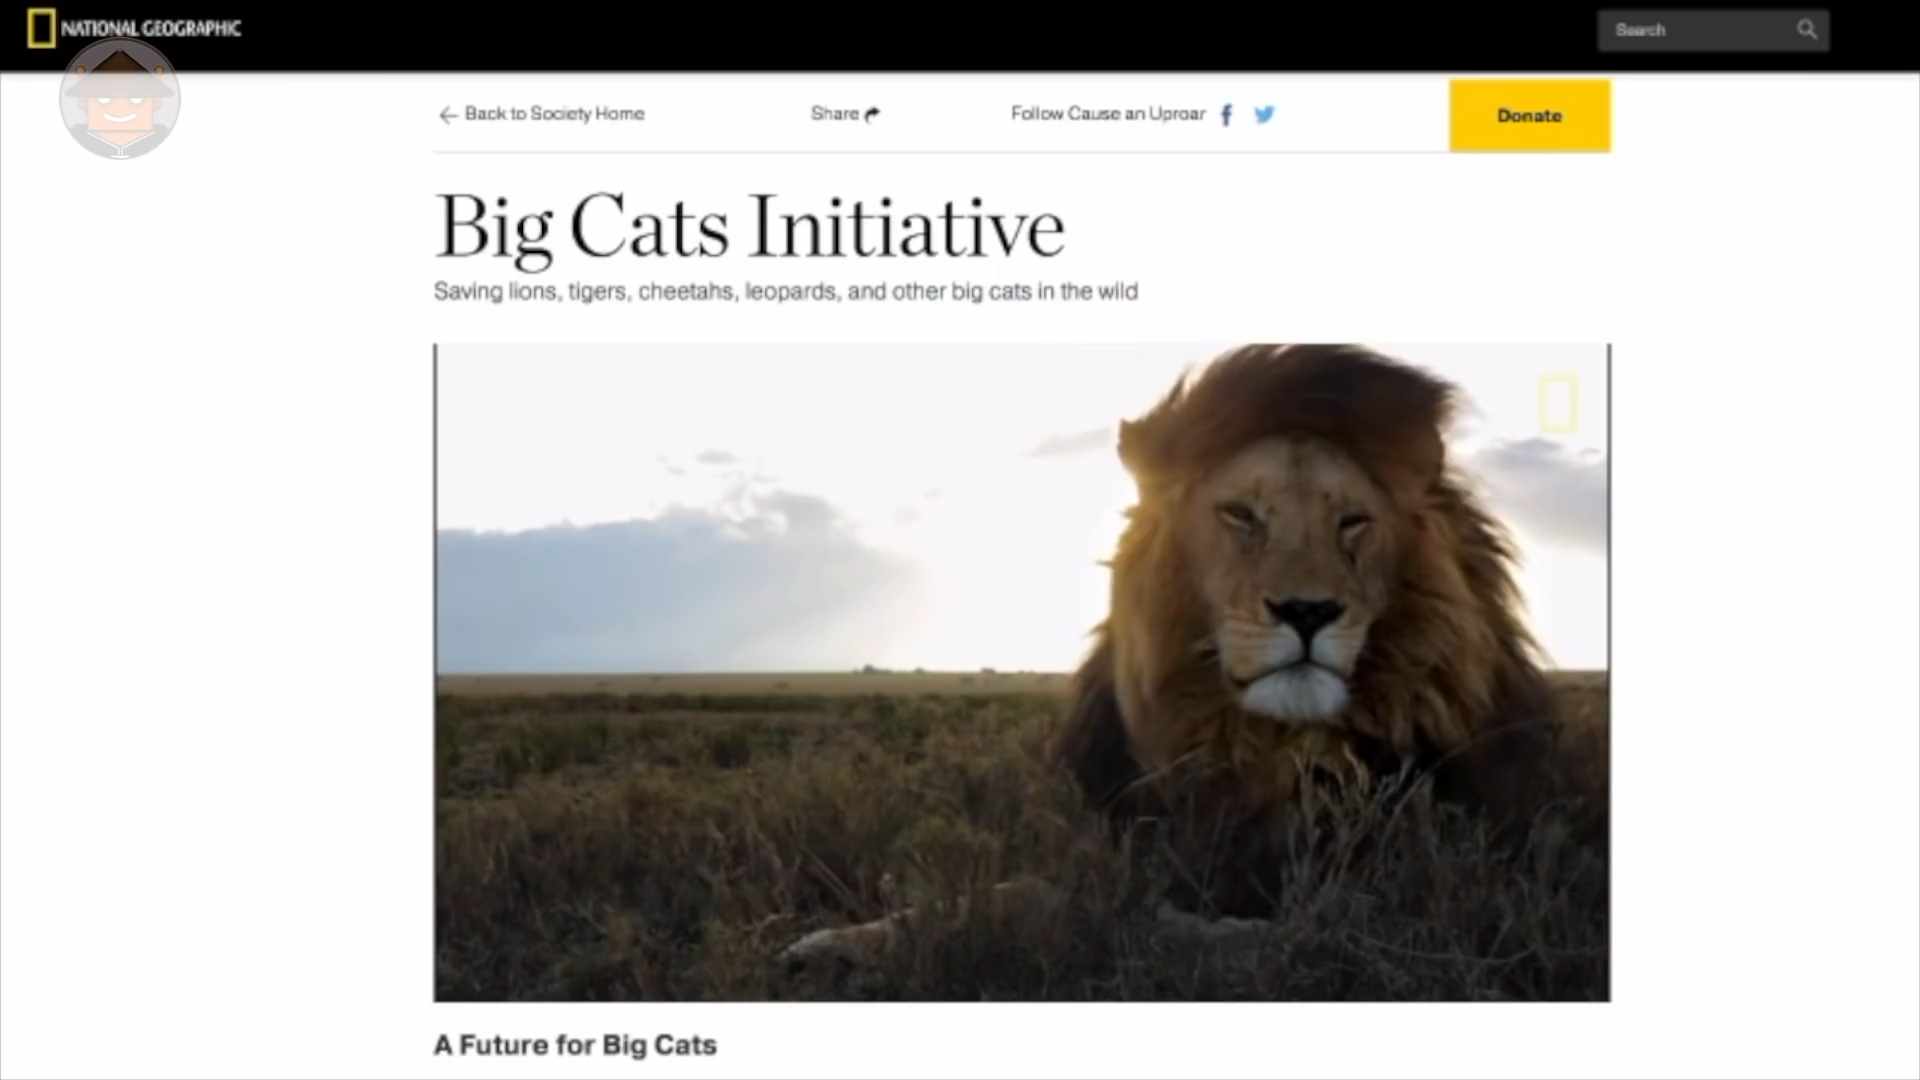 NATIONAL GEOGRAPHIC
Search
Back to Society Home
Share
Follow Cause an Uproar
Donate
Big Cats Initiative
Saving lions, tigers, cheetahs, leopards, and other big cats in the wild
A Future for Big Cats